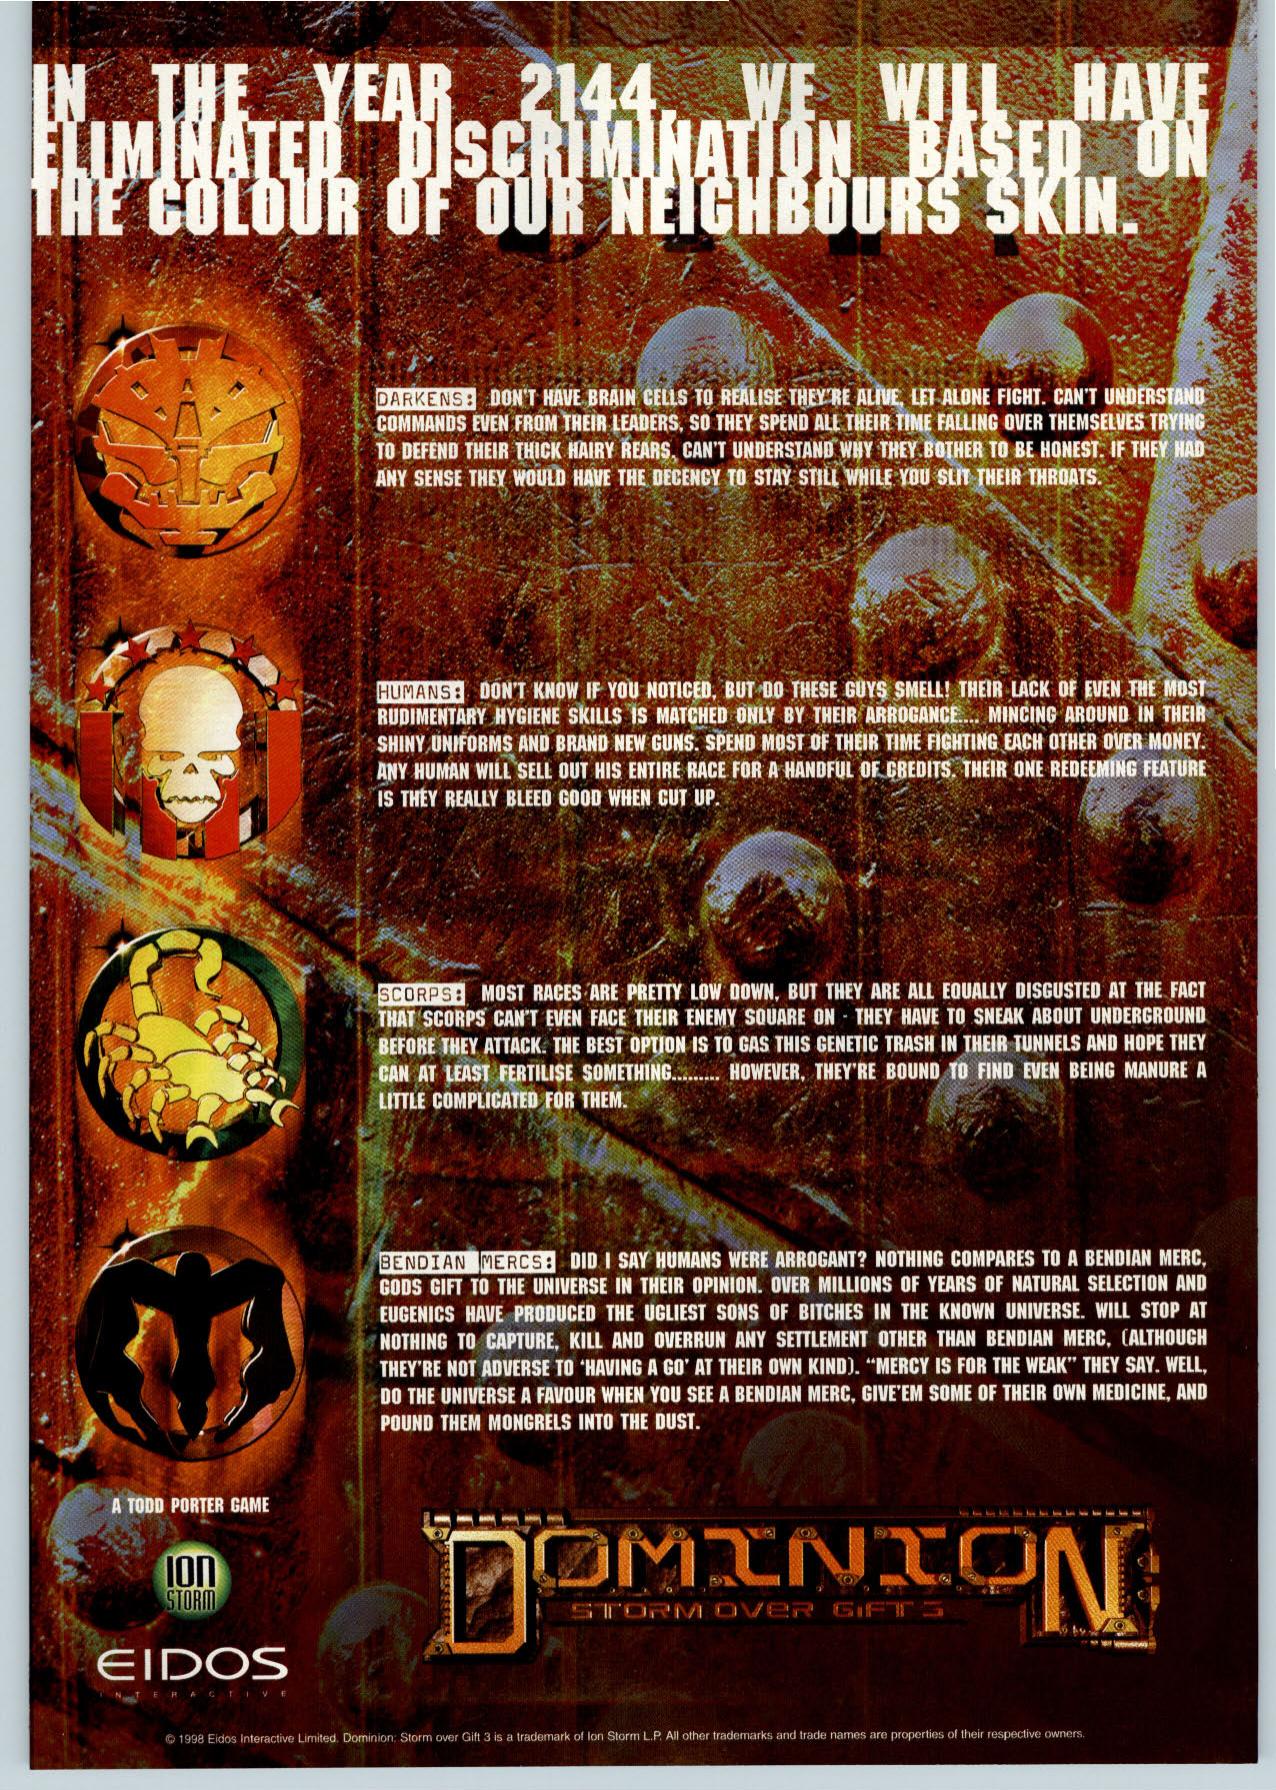 IN THE YEAR 2144, WE WILL HAVE
ELIMINATED DISCRIMINATION BASED ON
THE COLOUR OF OUR NEIGHBOURS SKIN.
DARKENS: DON'T HAVE BRAIN CELLS TO REALISE THEY'RE ALIVE, LET ALONE FIGHT. CAN'T UNDERSTAND
COMMANDS EVEN FROM THEIR LEADERS, SO THEY SPEND ALL THEIR TIME FALLING OVER THEMSELVES TRYING
TO DEFEND THEIR THICK HAIRY REARS. CAN'T UNDERSTAND WHY THEY BOTHER TO BE HONEST. IF THEY HAD
ANY SENSE THEY WOULD HAVE THE DECENCY TO STAY STILL WHILE YOU SLIT THEIR THROATS.
HUMANS: DON'T KNOW IF YOU NOTICED, BUT DO THESE GUYS SMELL! THEIR LACK OF EVEN THE MOST
RUDIMENTARY HYGIENE SKILLS IS MATCHED ONLY BY THEIR ARROGANCE.... MINCING AROUND IN THEIR
SHINY UNIFORMS AND BRAND NEW GUNS. SPEND MOST OF THEIR TIME FIGHTING EACH OTHER OVER MONEY.
ANY HUMAN WILL SELL OUT HIS ENTIRE RACE FOR A HANDFUL OF CREDITS. THEIR ONE REDEEMING FEATURE
IS THEY REALLY BLEED GOOD WHEN CUT UP.
SCORPS: MOST RACES ARE PRETTY LOW DOWN, BUT THEY ARE ALL EQUALLY DISGUSTED AT THE FACT
THAT SCORPS CAN'T EVEN FACE THEIR ENEMY SQUARE ON - THEY HAVE TO SNEAK ABOUT UNDERGROUND
BEFORE THEY ATTACK. THE BEST OPTION IS TO GAS THIS GENETIC TRASH IN THEIR TUNNELS AND HOPE THEY
CAN AT LEAST FERTILISE SOMETHING......... HOWEVER, THEY'RE BOUND TO FIND EVEN BEING MANURE A
LITTLE COMPLICATED FOR THEM.
BENDIAN MERCS: DID I SAY HUMANS WERE ARROGANT? NOTHING COMPARES TO A BENDIAN MERC,
GODS GIFT TO THE UNIVERSE IN THEIR OPINION. OVER MILLIONS OF YEARS OF NATURAL SELECTION AND
EUGENICS HAVE PRODUCED THE UGLIEST SONS OF BITCHES IN THE KNOWN UNIVERSE. WILL STOP AT
NOTHING TO CAPTURE, KILL AND OVERRUN ANY SETTLEMENT OTHER THAN BENDIAN MERC, (ALTHOUGH
THEY'RE NOT ADVERSE TO 'HAVING A GO' AT THEIR OWN KIND). "MERCY IS FOR THE WEAK" THEY SAY. WELL,
DO THE UNIVERSE A FAVOUR WHEN YOU SEE A BENDIAN MERC, GIVE'EM SOME OF THEIR OWN MEDICINE, AND
POUND THEM MONGRELS INTO THE DUST.
A TODD PORTER GAME
ION
STORM
DOMINION
STORM OVER GIFT 3
EIDOS
INTERACTIVE
© 1998 Eidos Interactive Limited. Dominion: Storm over Gift 3 is a trademark of Ion Storm L.P. All other trademarks and trade names are properties of their respective owners.